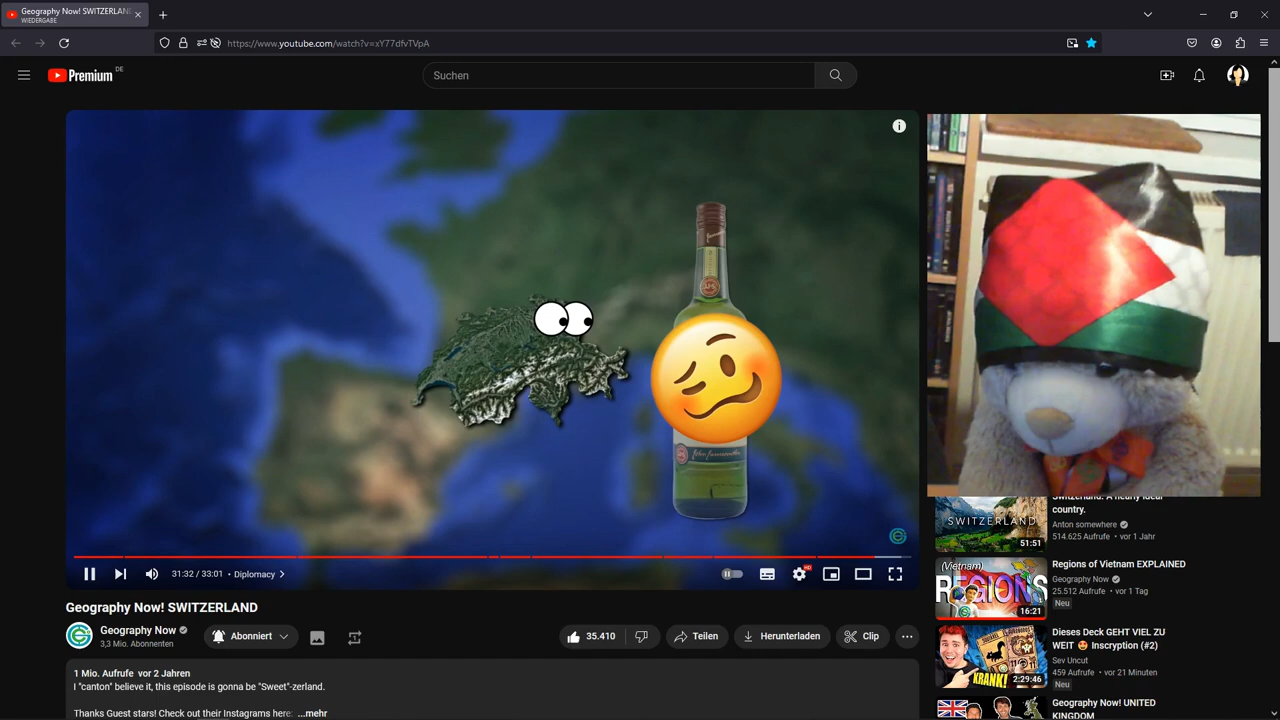 Geography Now! SWITZERLAND
WIEDERGABE
https://www.youtube.com/watch?v=xY77dfvTVpA
Premium DE
Suchen
31:32 / 33:01 • Diplomacy
HD
Geography Now! SWITZERLAND
Geography Now
3,3 Mio. Abonnenten
Abonniert
35.410
Teilen
Herunterladen
Clip
1 Mio. Aufrufe vor 2 Jahren
I "canton" believe it, this episode is gonna be "Sweet"-zerland.
Thanks Guest stars! Check out their Instagrams here: ...mehr
SWITZERLAND
51:51
Switzerland: A nearly ideal
country.
Anton somewhere
514.625 Aufrufe • vor 1 Jahr
(Vietnam)
REGIONS
16:21
Regions of Vietnam EXPLAINED
Geography Now
25.512 Aufrufe • vor 1 Tag
Neu
KRANK!
2:29:46
Dieses Deck GEHT VIEL ZU
WEIT 🤩 Inscryption (#2)
Sev Uncut
459 Aufrufe • vor 21 Minuten
Neu
Geography Now! UNITED
KINGDOM